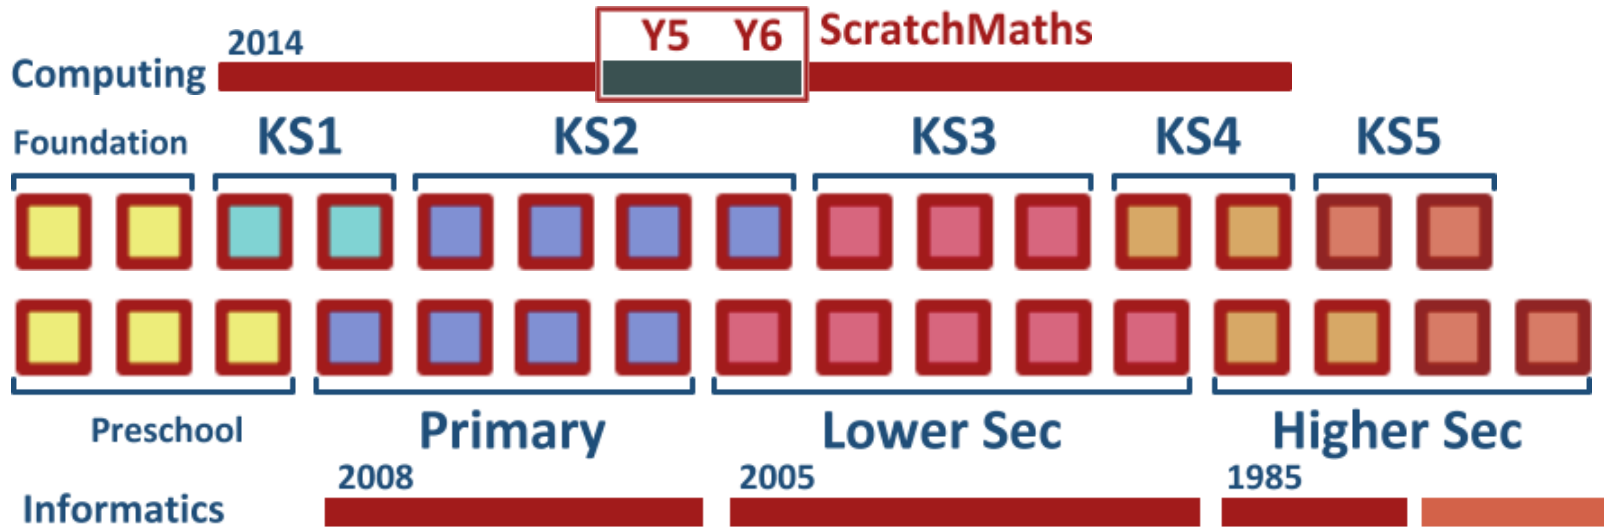 Y5 Y6 ScratchMaths
2014
Computing
Foundation KS1 KS2 KS3 KS4 KS5
Preschool Primary Lower Sec Higher Sec
2008 2005 1985
Informatics